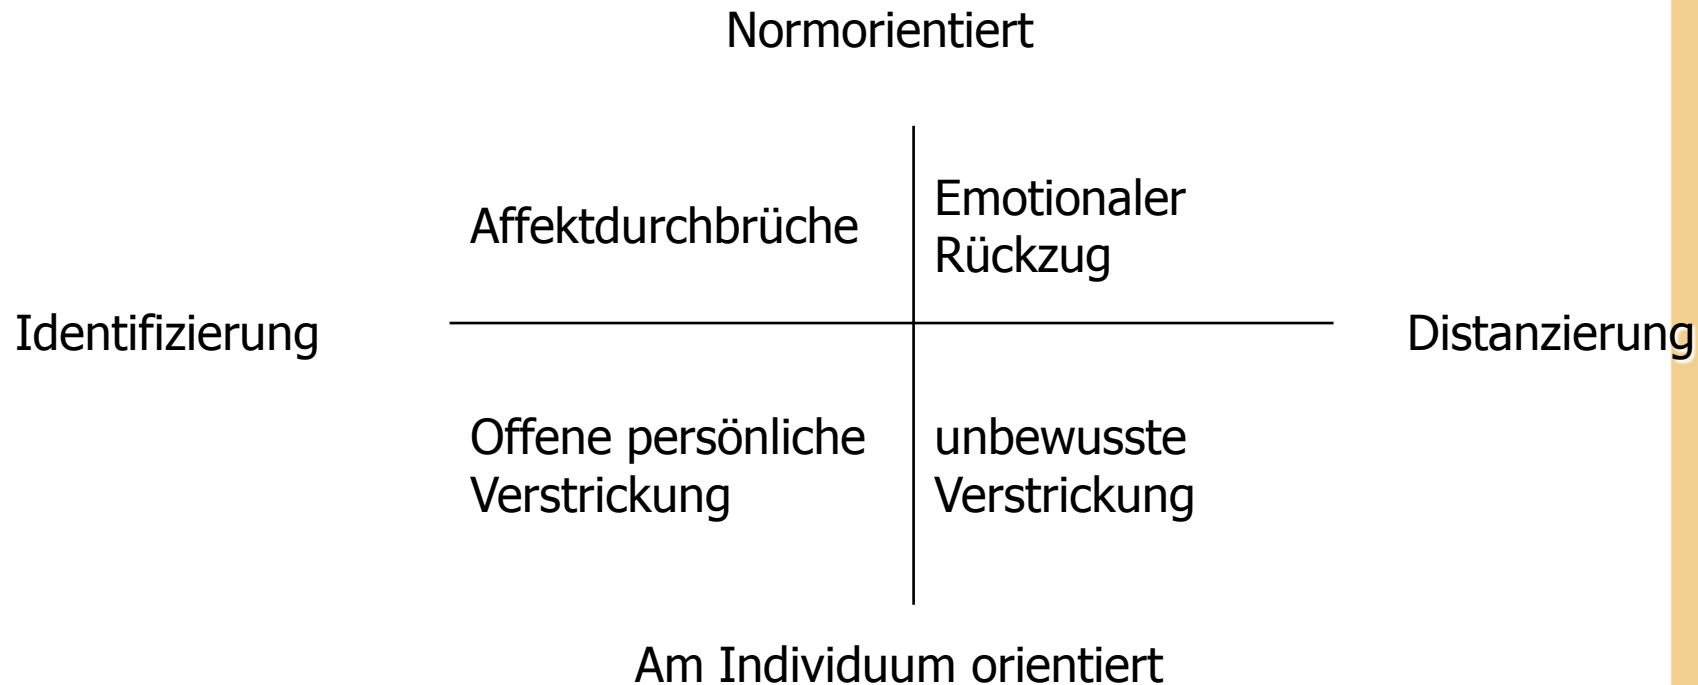 Normorientiert
Affektdurchbrüche
Emotionaler
Rückzug
Identifizierung
Distanzierung
Offene persönliche
Verstrickung
unbewusste
Verstrickung
Am Individuum orientiert